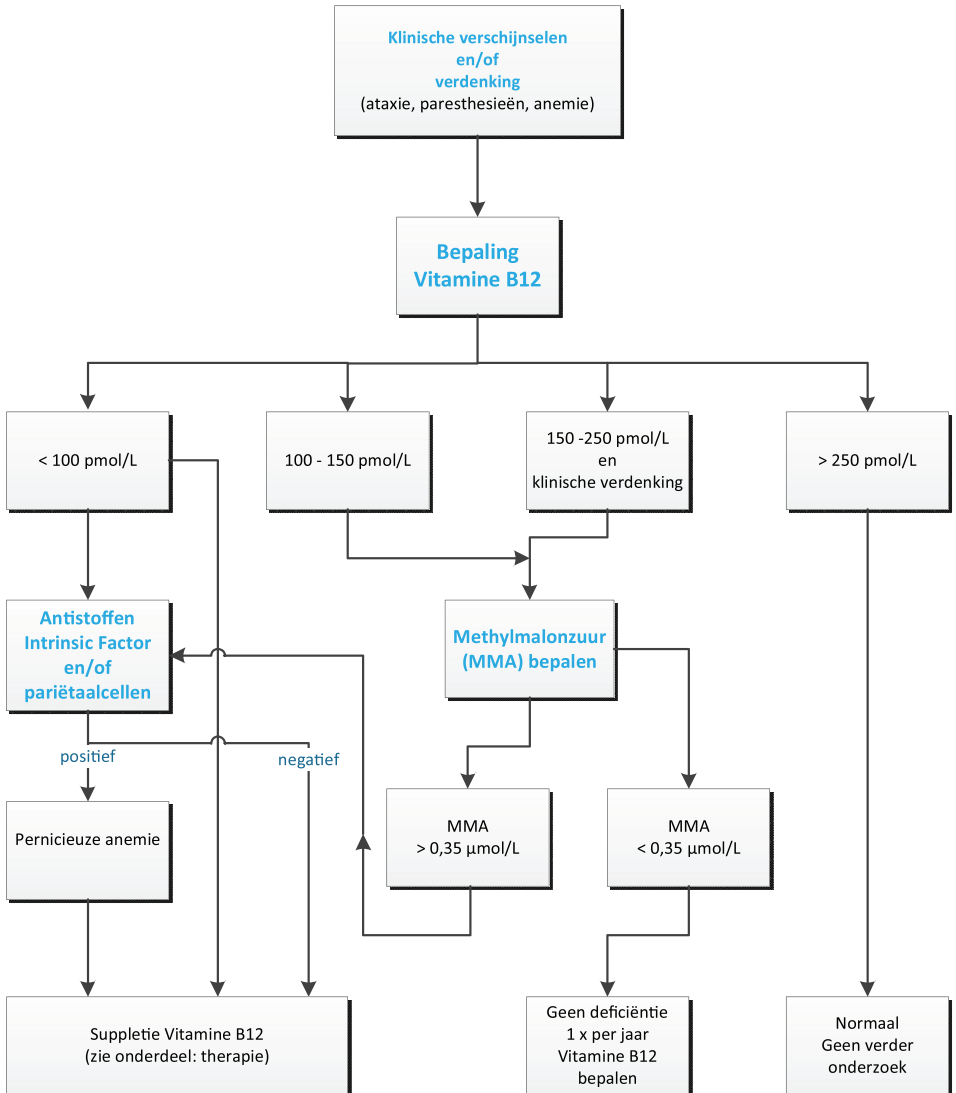 Klinische verschijnselen
en/of
verdenking
(ataxie, paresthesieën, anemie)
Bepaling
Vitamine B12
< 100 pmol/L
100 - 150 pmol/L
150 -250 pmol/L
en
klinische verdenking
> 250 pmol/L
Antistoffen
Intrinsic Factor
en/of
pariëtaalcellen
Methylmalonzuur
(MMA) bepalen
positief
negatief
Pernicieuze anemie
MMA
> 0,35 µmol/L
MMA
< 0,35 µmol/L
Suppletie Vitamine B12
(zie onderdeel: therapie)
Geen deficiëntie
1 x per jaar
Vitamine B12
bepalen
Normaal
Geen verder
onderzoek